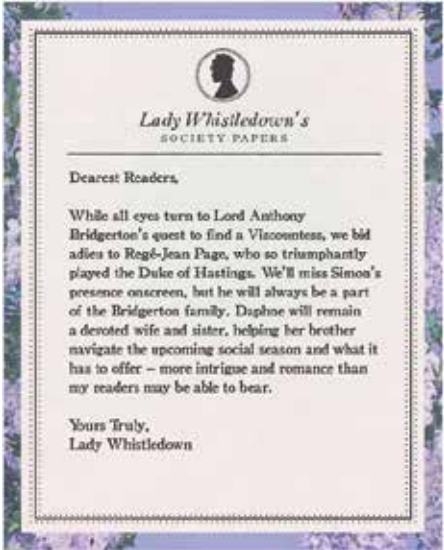 Lady Whistledown's
SOCIETY PAPERS
Dearest Readers,
While all eyes turn to Lord Anthony
Bridgerton's quest to find a Viscountess, we bid
adieu to Regé-Jean Page, who so triumphantly
played the Duke of Hastings. We'll miss Simon's
presence onscreen, but he will always be a part
of the Bridgerton family. Daphne will remain
a devoted wife and sister, helping her brother
navigate the upcoming social season and what it
has to offer – more intrigue and romance than
my readers may be able to bear.
Yours Truly,
Lady Whistledown